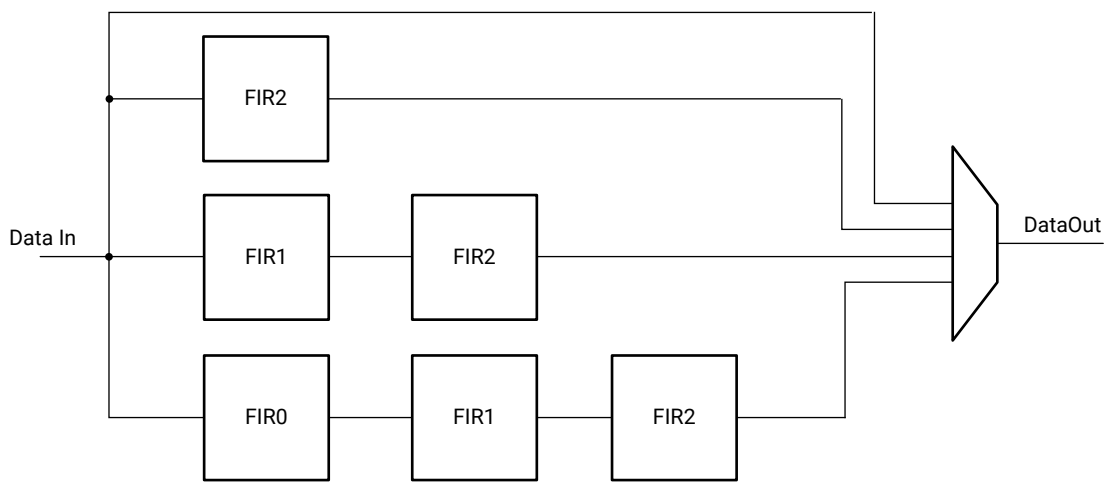 FIR2
Data In
FIR1
FIR2
DataOut
FIR0
FIR1
FIR2